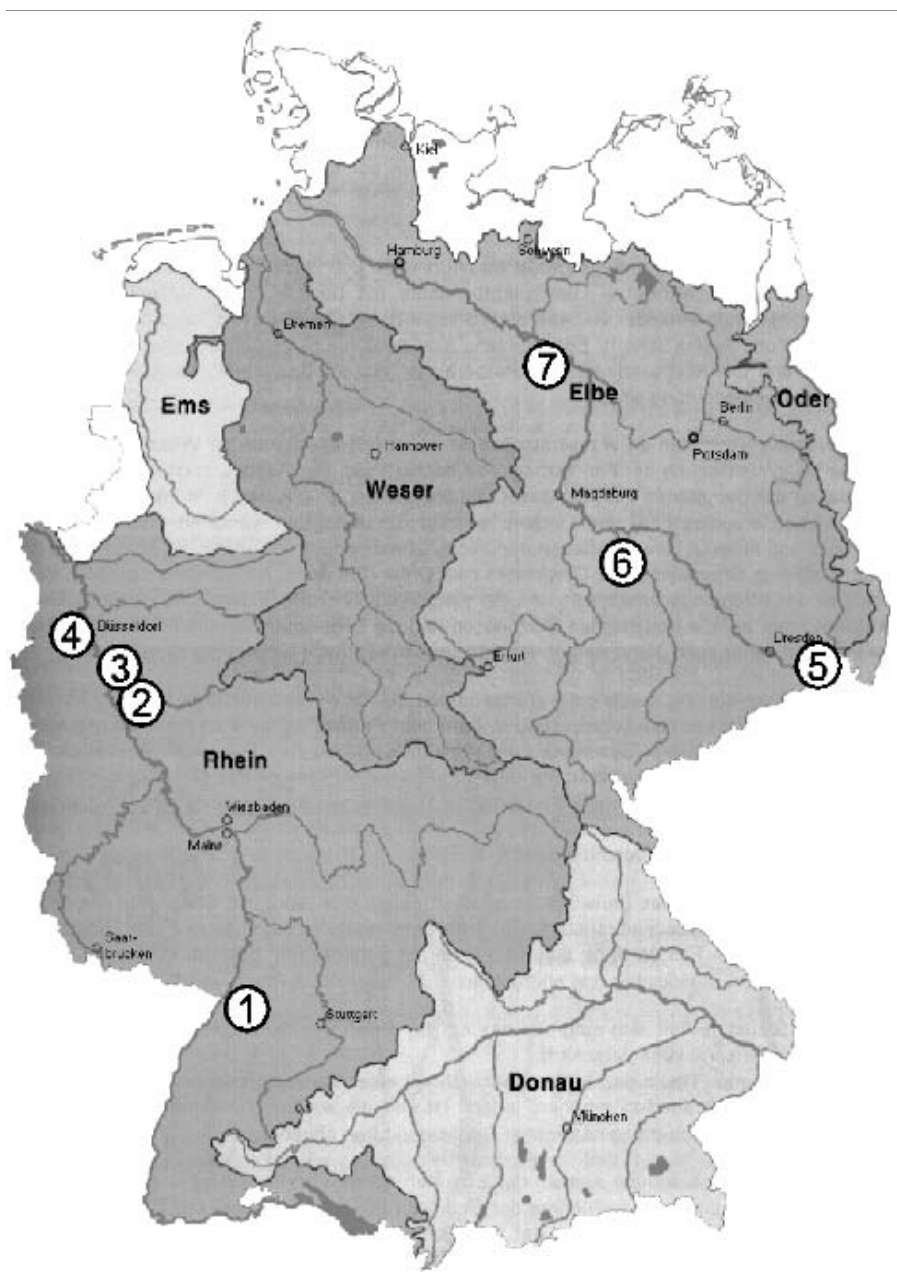 Kiel
Hamburg
Schwerin
Bremen
7
Elbe
Ems
Berlin
Oder
Hannover
Potsdam
Weser
Magdeburg
6
4
Düsseldorf
Dresden
3
Erfurt
5
2
Rhein
Wiesbaden
Mainz
Saar-
brücken
1
Stuttgart
Donau
München